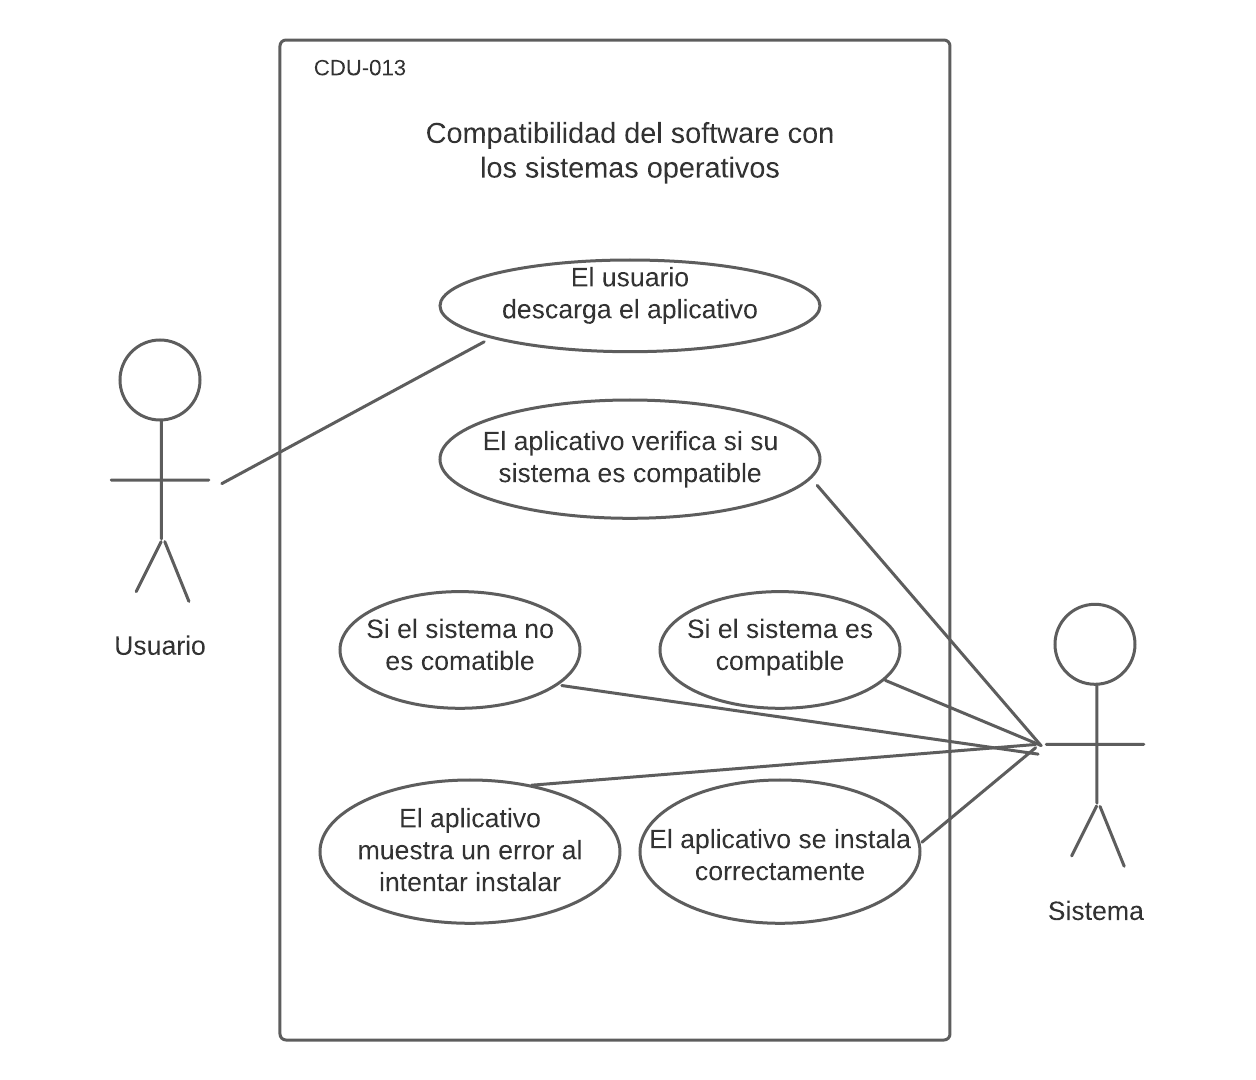 CDU-013
Compatibilidad del software con
los sistemas operativos
El usuario
descarga el aplicativo
El aplicativo verifica si su
sistema es compatible
Si el sistema no
es comatible
Si el sistema es
compatible
Usuario
El aplicativo
muestra un error al
intentar instalar
El aplicativo se instala
correctamente
Sistema